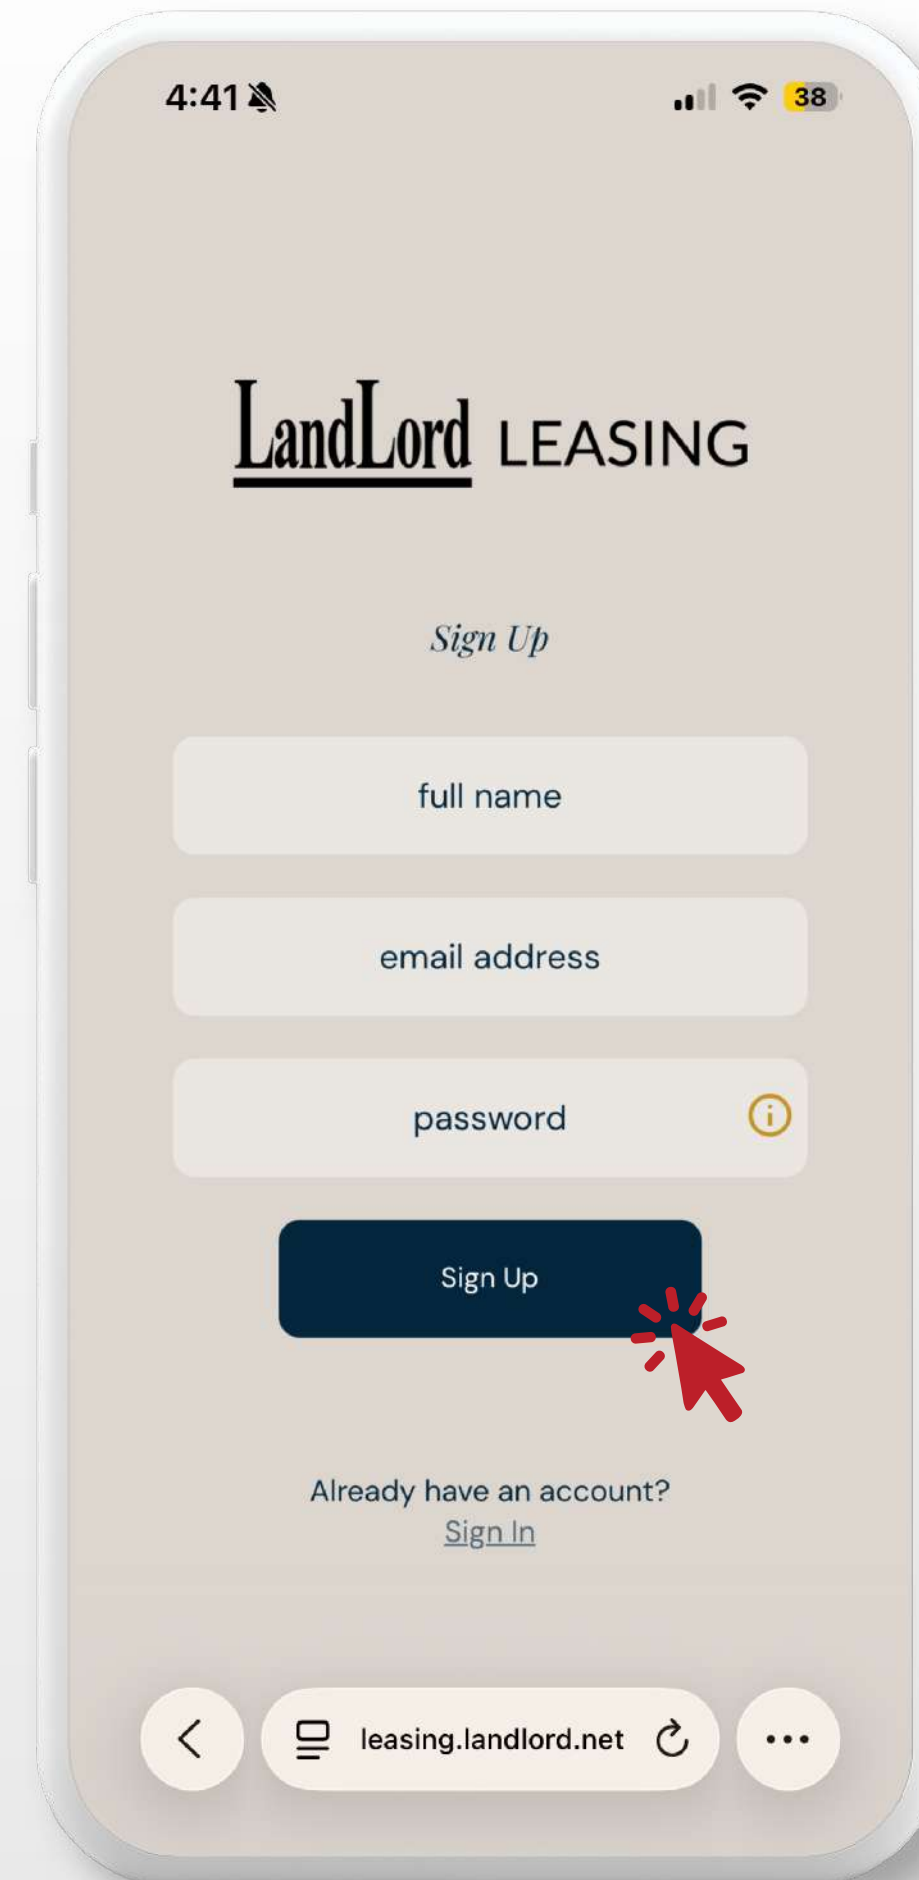 4:41
38
LandLord LEASING
Sign Up
full name
email address
password
Sign Up
Already have an account?
Sign In
leasing.landlord.net